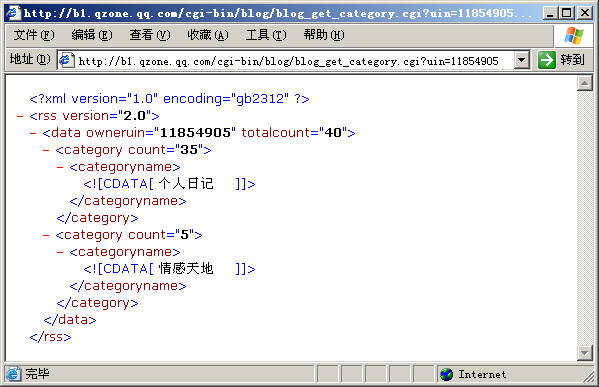 http://b1.qzone.qq.com/cgi-bin/blog/blog_get_category.cgi?uin=11854905...
文件(F) 编辑(E) 查看(V) 收藏(A) 工具(T) 帮助(H)
地址(D) http://b1.qzone.qq.com/cgi-bin/blog/blog_get_category.cgi?uin=11854905 转到
<?xml version="1.0" encoding="gb2312" ?>
- <rss version="2.0">
- <data owneruin="11854905" totalcount="40">
- <category count="35">
- <categoryname>
<![CDATA[ 个人日记 ]]>
</categoryname>
</category>
- <category count="5">
- <categoryname>
<![CDATA[ 情感天地 ]]>
</categoryname>
</category>
</data>
</rss>
完毕 Internet